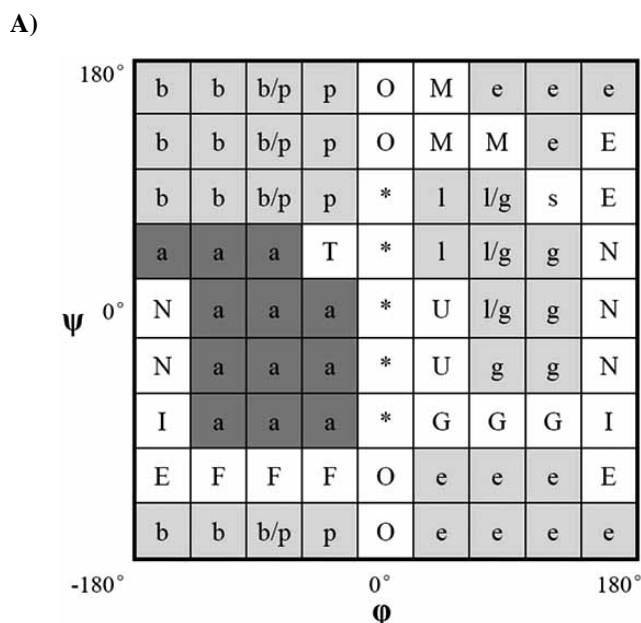 A)
180°
b b b/p p O M e e e
b b b/p p O M M e E
b b b/p p * l l/g s E
a a a T * l l/g g N
ψ 0° N a a a * U l/g g N
N a a a * U g g N
I a a a * G G G I
E F F F O e e e E
b b b/p p O e e e e
-180° 0° 180°
φ